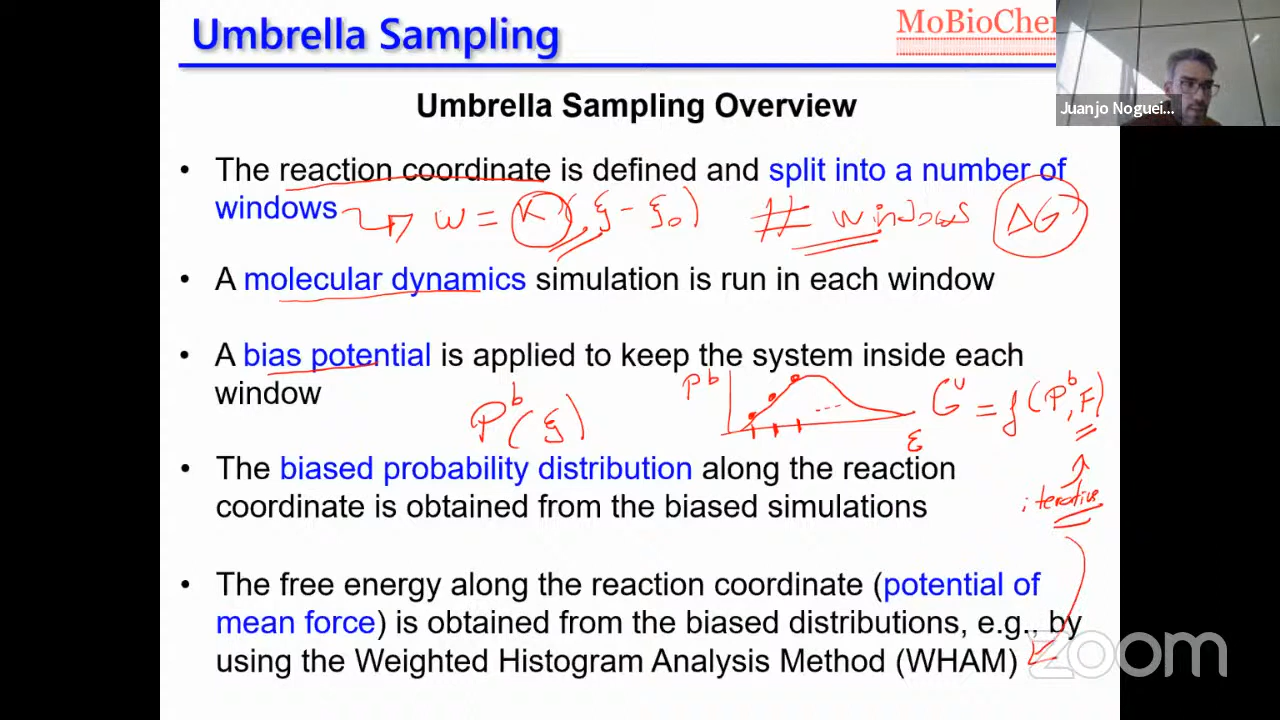 Umbrella Sampling
MoBioChem
Juanjo Noguei...
Umbrella Sampling Overview
• The reaction coordinate is defined and split into a number of
windows
w = K (ξ - ξ0) # windows ΔG
• A molecular dynamics simulation is run in each window
• A bias potential is applied to keep the system inside each
window
P^b(ξ) P^b ξ G^u = f(P^b, F)
• The biased probability distribution along the reaction
coordinate is obtained from the biased simulations
iterative
• The free energy along the reaction coordinate (potential of
mean force) is obtained from the biased distributions, e.g., by
using the Weighted Histogram Analysis Method (WHAM)
zoom